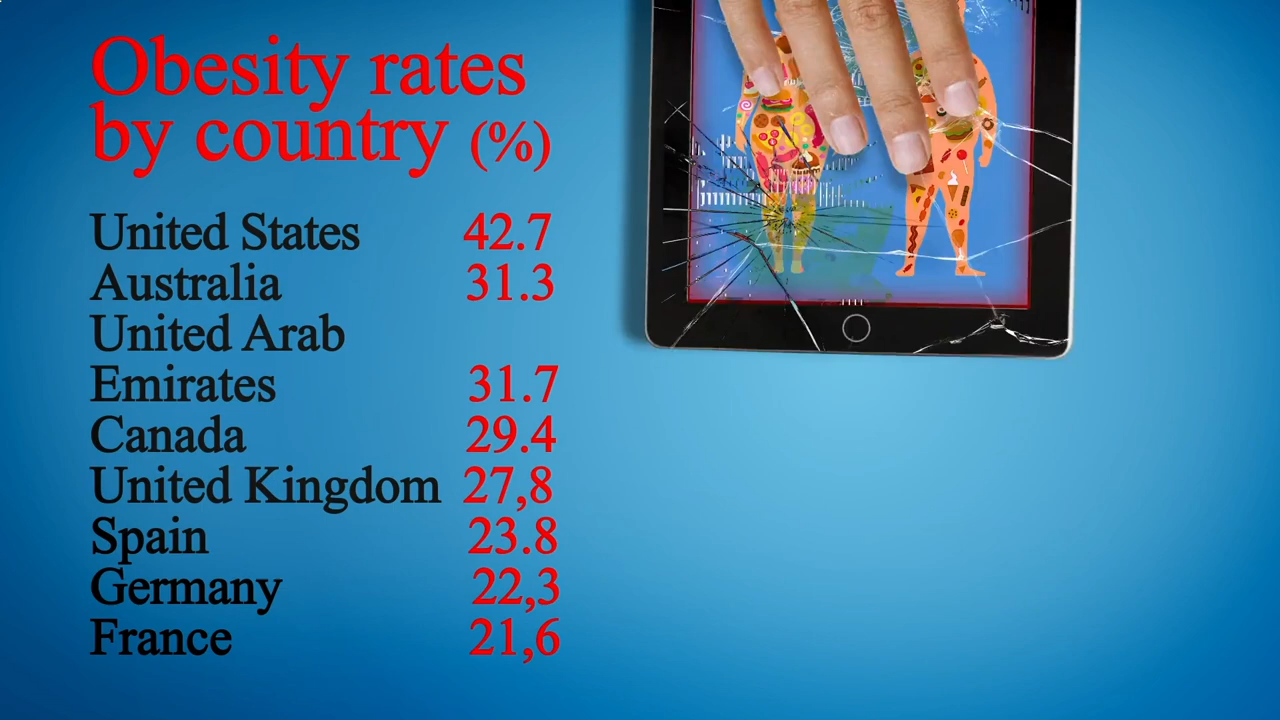 Obesity rates
by country (%)
United States 42.7
Australia 31.3
United Arab
Emirates 31.7
Canada 29.4
United Kingdom 27,8
Spain 23.8
Germany 22,3
France 21,6